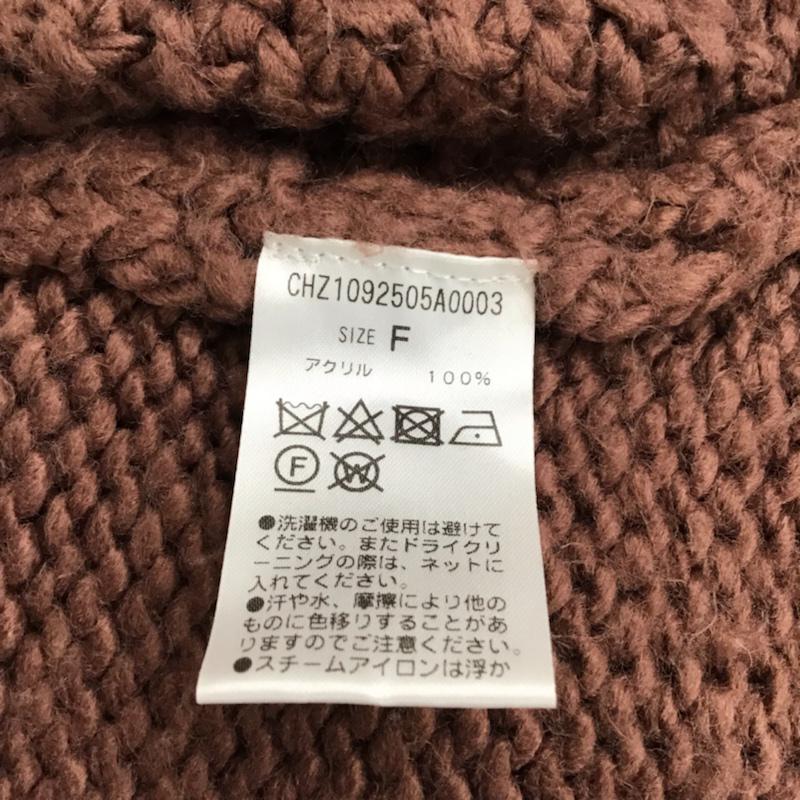 CHZ1092505A0003
SIZE F
アクリル 100%
F W
●洗濯機のご使用は避けて
ください。またドライクリ
ーニングの際は、ネットに
入れてください。
●汗や水、摩擦により他の
ものに色移りすることがあ
りますのでご注意ください。
●スチームアイロンは浮か